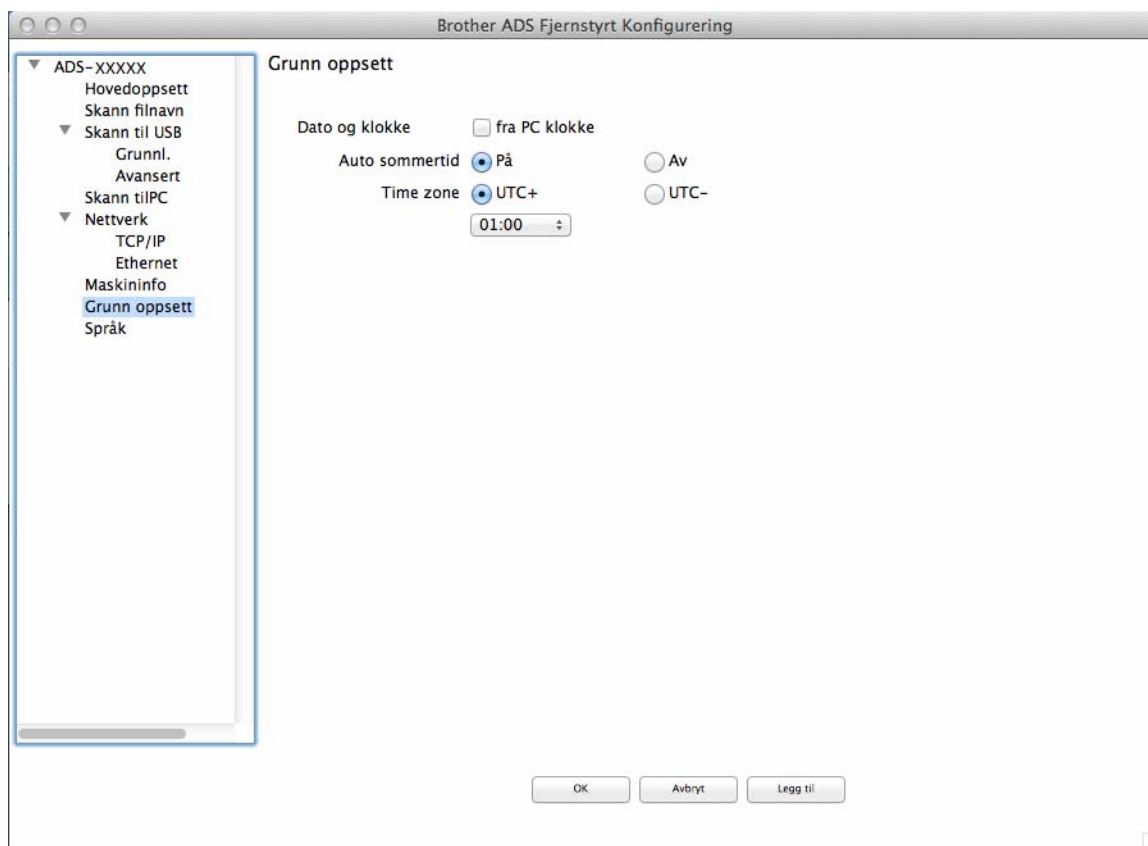 Brother ADS Fjernstyrt Konfigurering
ADS-XXXXX
Hovedoppsett
Skann filnavn
Skann til USB
Grunnl.
Avansert
Skann tilPC
Nettverk
TCP/IP
Ethernet
Maskininfo
Grunn oppsett
Språk
Grunn oppsett
Dato og klokke fra PC klokke
Auto sommertid På Av
Time zone UTC+ UTC-
01:00
OK Avbryt Legg til